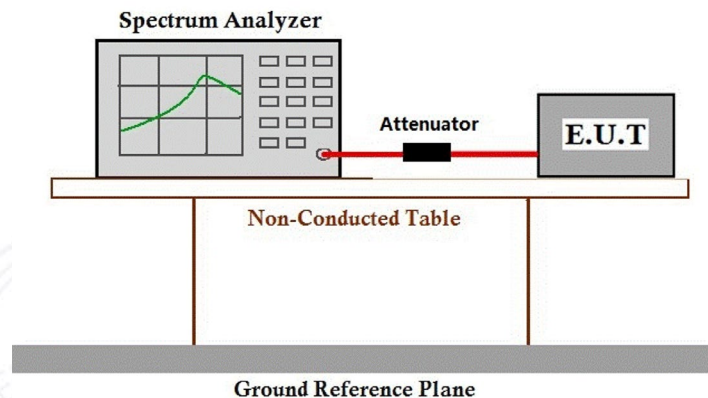 Spectrum Analyzer
Attenuator
E.U.T
Non-Conducted Table
Ground Reference Plane